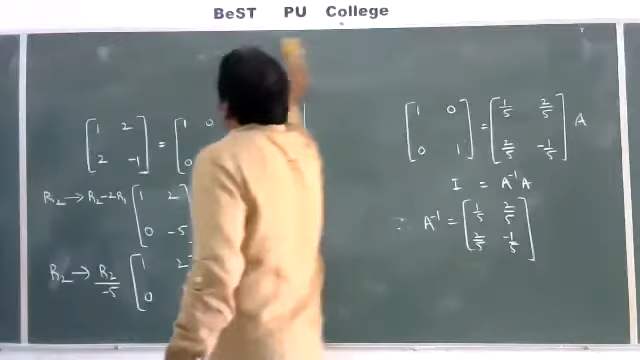 BeST PU College
[1 2; 2 -1] = [1 0; 0
R₂ → R₂-2R₁ [1 2; 0 -5
R₂ → R₂/-5 [1 2; 0
[1 0; 0 1] = [1/5 2/5; 2/5 -1/5] A
I = A⁻¹A
∴ A⁻¹ = [1/5 2/5; 2/5 -1/5]